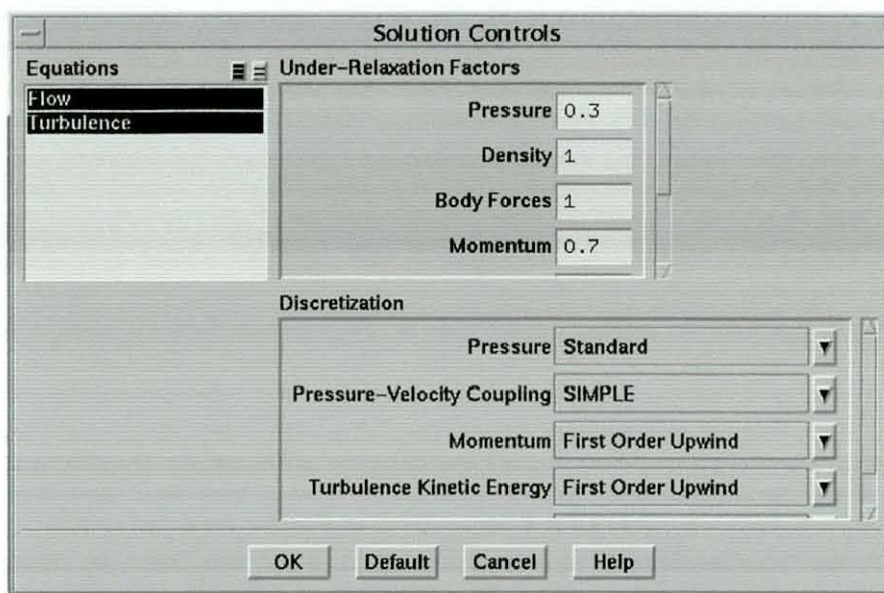 Solution Controls
Equations
Flow
Turbulence
Under-Relaxation Factors
Pressure 0.3
Density 1
Body Forces 1
Momentum 0.7
Discretization
Pressure Standard
Pressure-Velocity Coupling SIMPLE
Momentum First Order Upwind
Turbulence Kinetic Energy First Order Upwind
OK Default Cancel Help